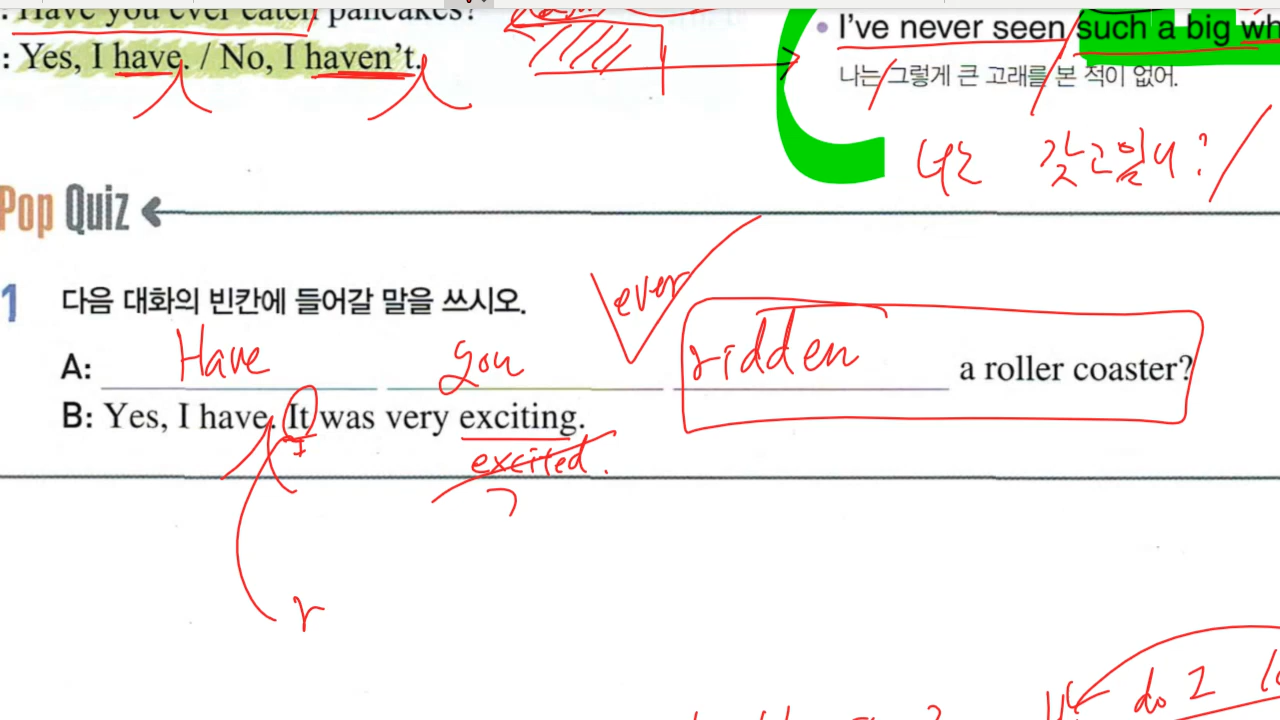 : Have you ever eaten pancakes?
: Yes, I have. / No, I haven't.
• I've never seen such a big wh
나는 그렇게 큰 고래를 본 적이 없어.
너는 갖고있니?
Pop Quiz
1 다음 대화의 빈칸에 들어갈 말을 쓰시오.
ever
A: Have you ridden a roller coaster?
B: Yes, I have. It was very exciting.
I
excited.
do I